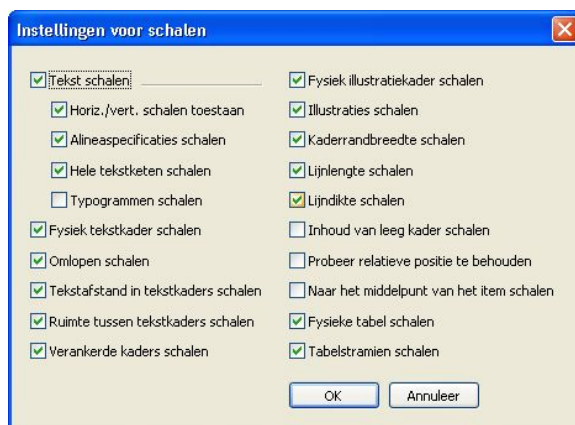 Instellingen voor schalen
Tekst schalen
Horiz./vert. schalen toestaan
Alineaspecificaties schalen
Hele tekstketen schalen
Typogrammen schalen
Fysiek tekstkader schalen
Omlopen schalen
Tekstafstand in tekstkaders schalen
Ruimte tussen tekstkaders schalen
Verankerde kaders schalen
Fysiek illustratiekader schalen
Illustraties schalen
Kaderrandbreedte schalen
Lijnlengte schalen
Lijndikte schalen
Inhoud van leeg kader schalen
Probeer relatieve positie te behouden
Naar het middelpunt van het item schalen
Fysieke tabel schalen
Tabelstramien schalen
OK
Annuleer